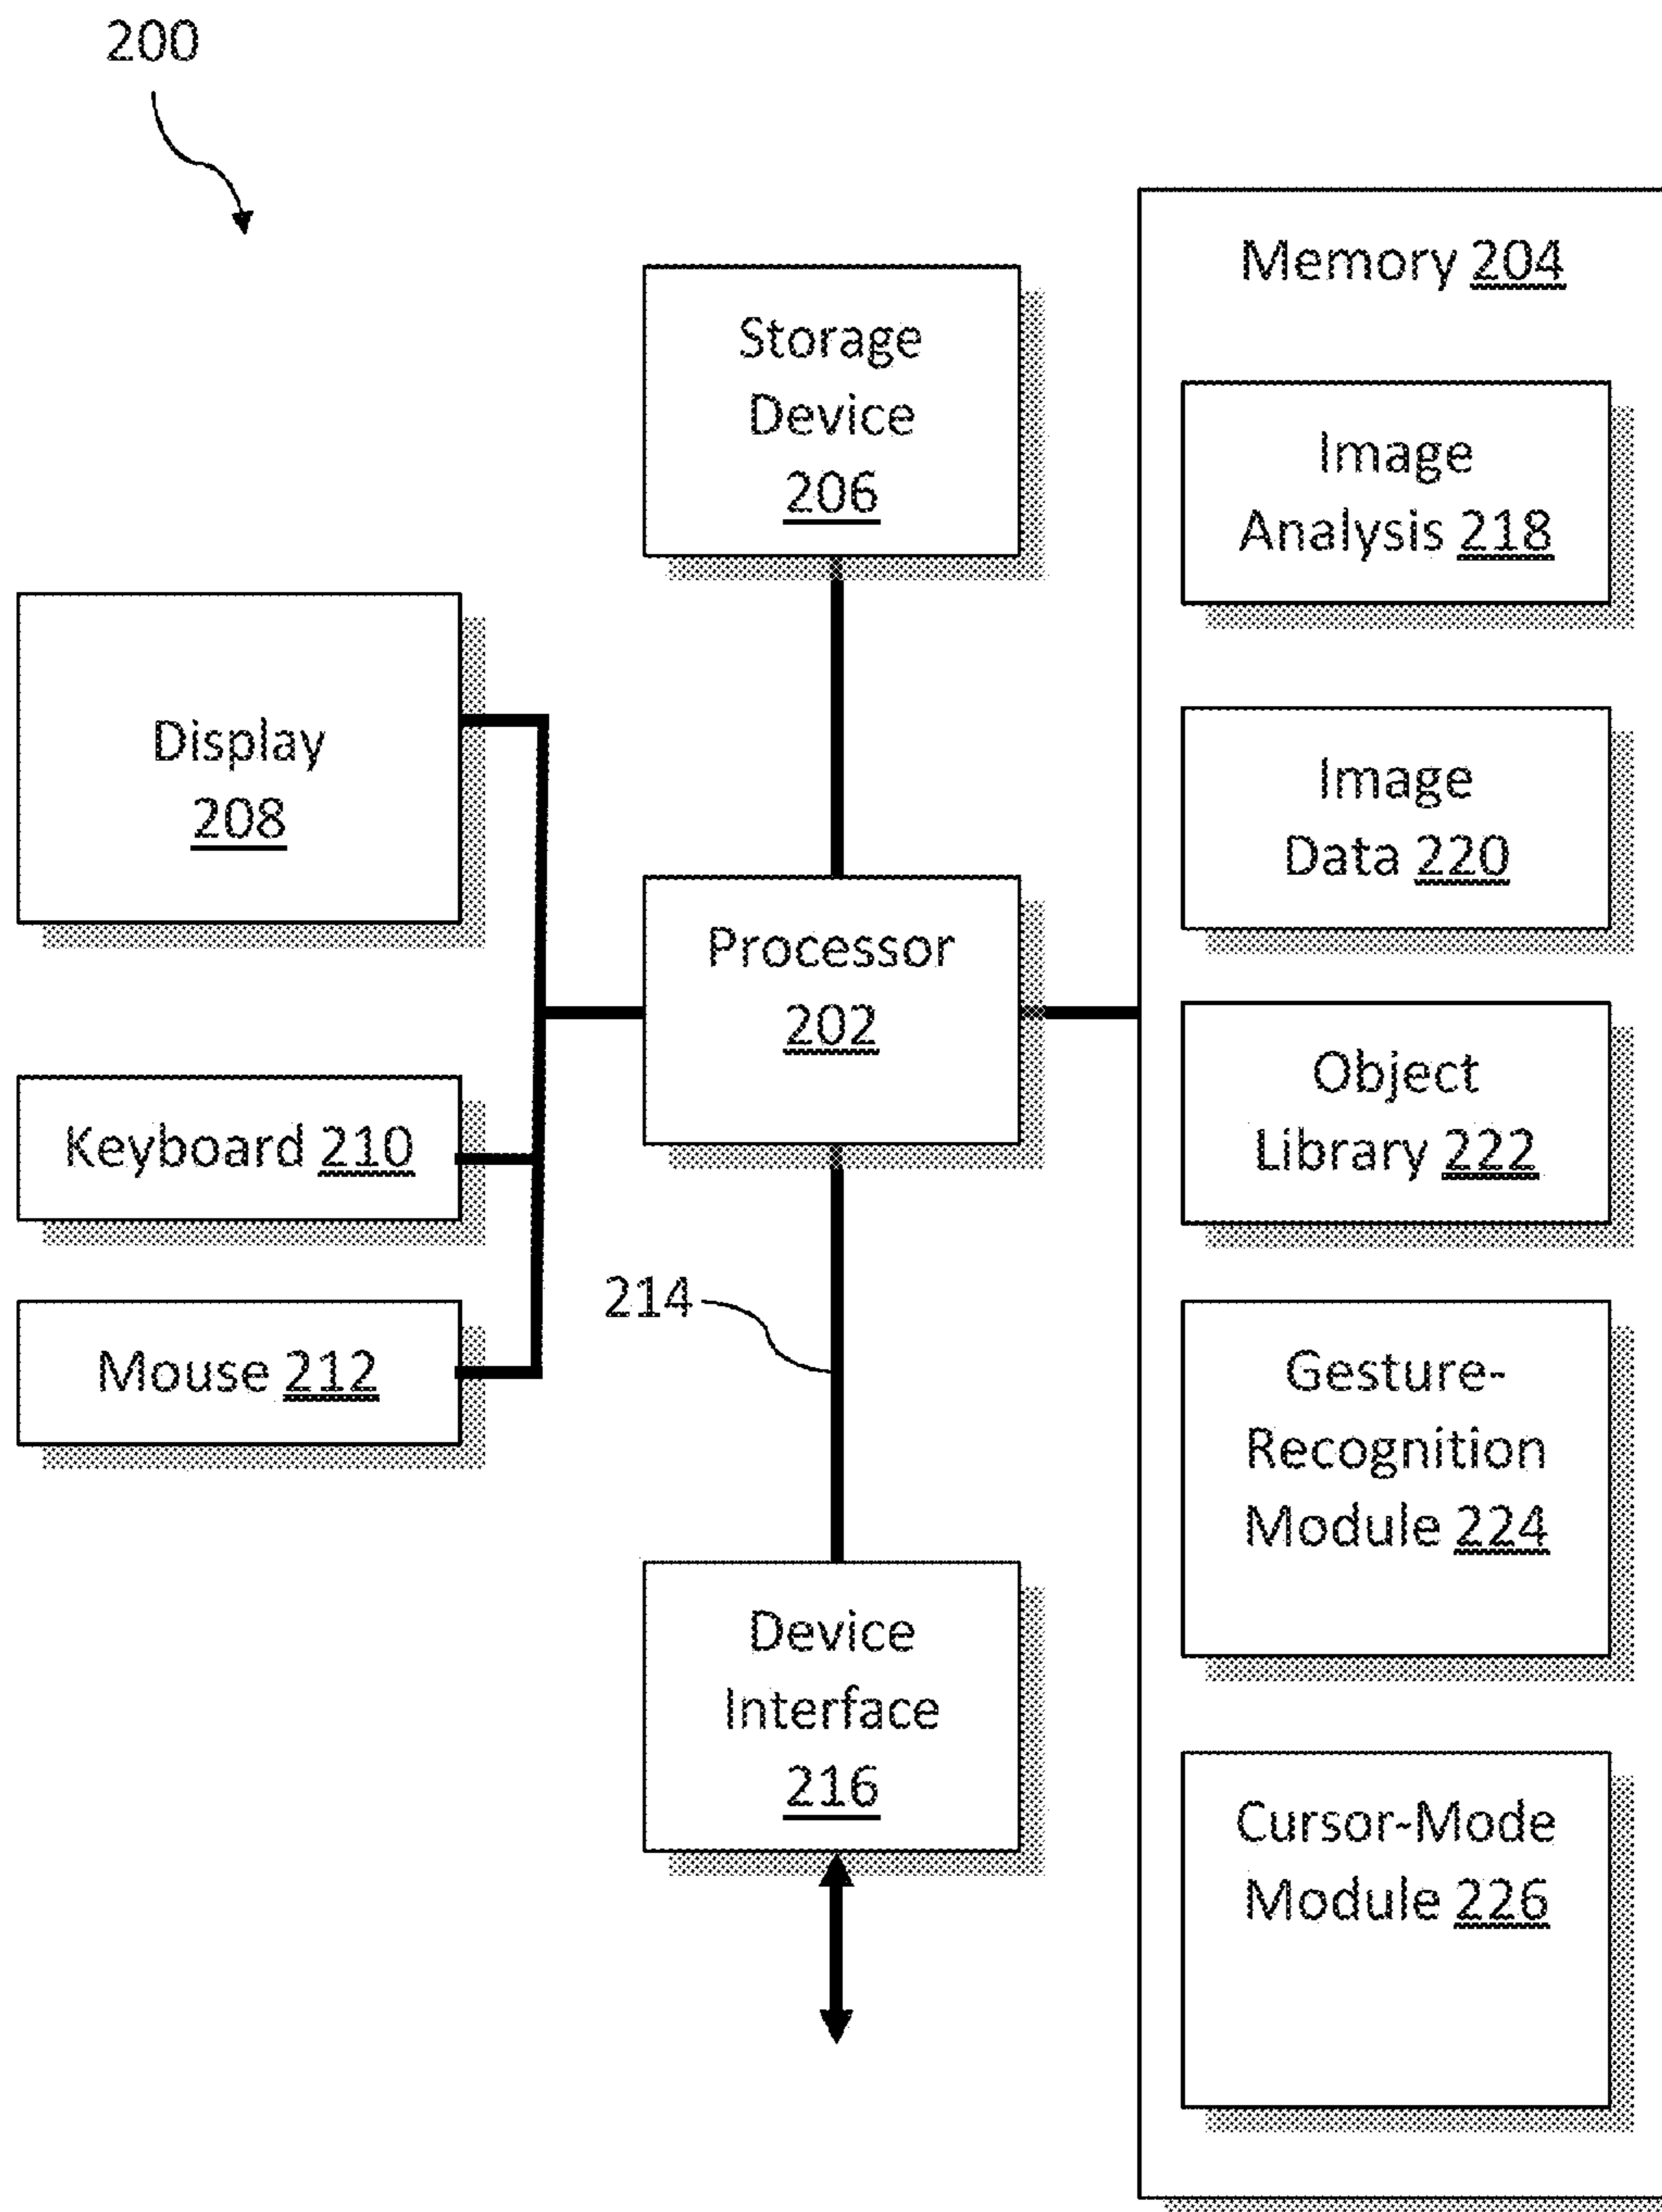 200
Memory 204
Storage
Device
206
Image
Analysis 218
Display
208
Image
Data 220
Processor
202
Object
Library 222
Keyboard 210
214
Mouse 212
Gesture-
Recognition
Module 224
Device
Interface
216
Cursor-Mode
Module 226